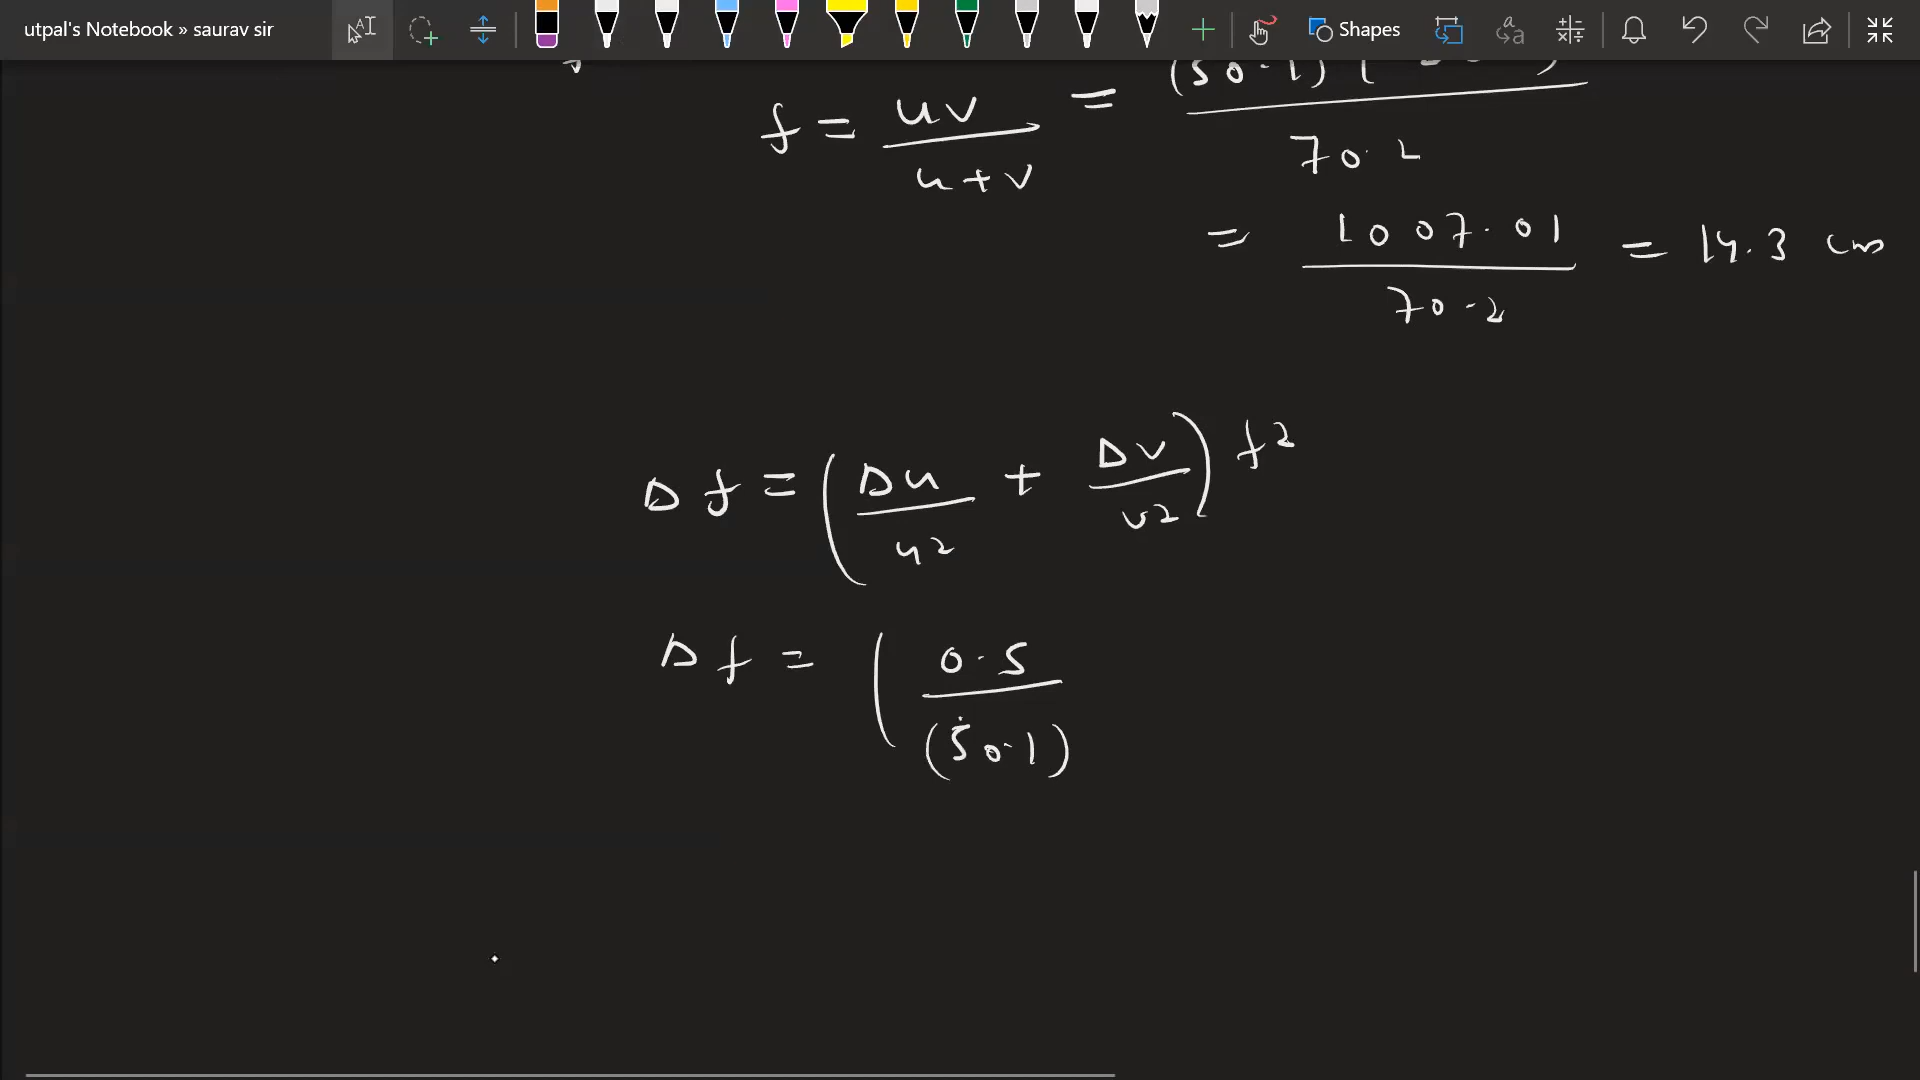 utpal's Notebook » saurav sir
Shapes
f = uv / u + v = (50.1) ( / 70.2
= 1007.01 / 70.2 = 14.3 cm
Δf = (Δu / u2 + Δv / v2) f2
Δf = ( 0.5 / (50.1)